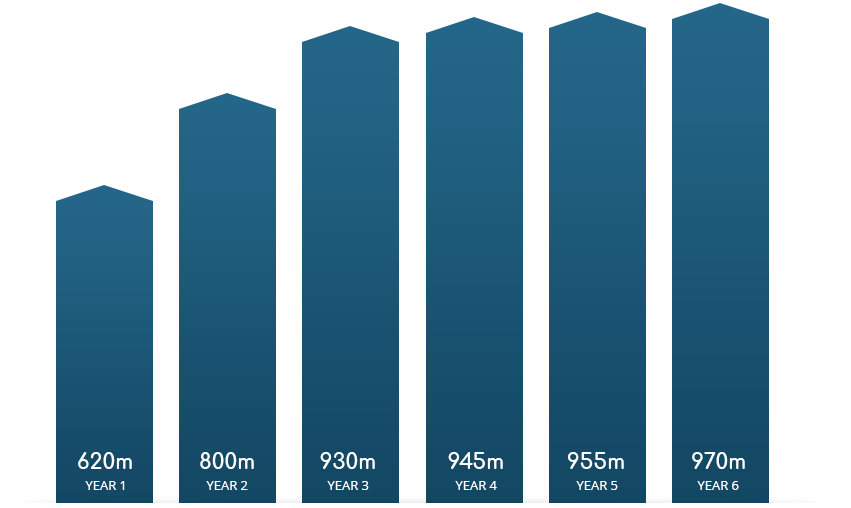 620m
YEAR 1
800m
YEAR 2
930m
YEAR 3
945m
YEAR 4
955m
YEAR 5
970m
YEAR 6